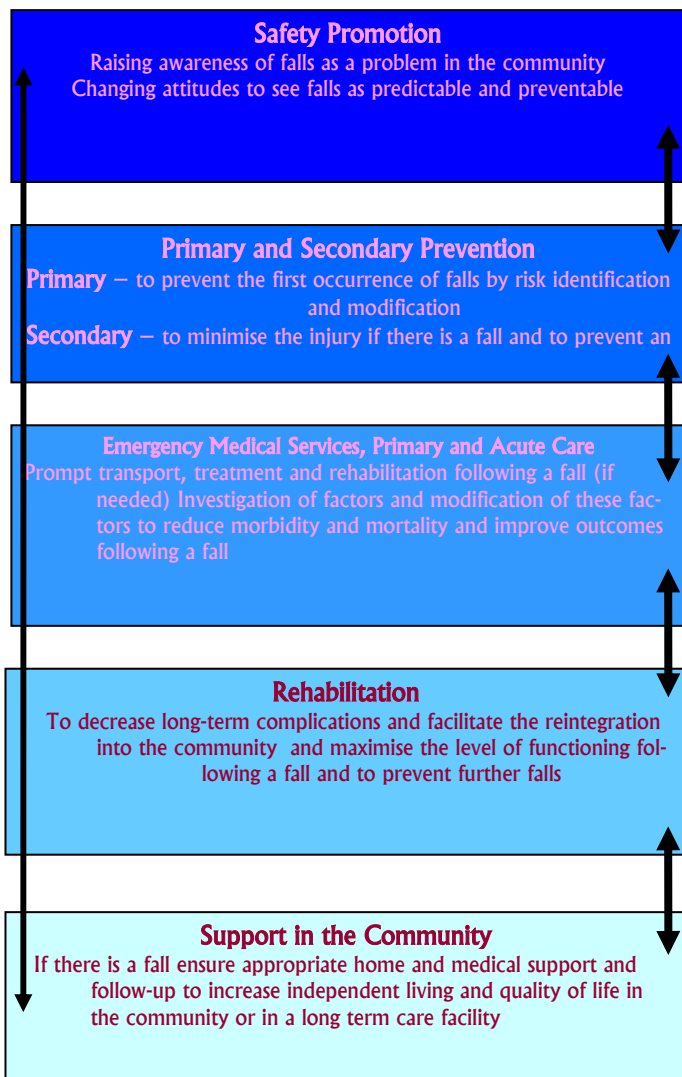 Safety Promotion
Raising awareness of falls as a problem in the community
Changing attitudes to see falls as predictable and preventable
Primary and Secondary Prevention
Primary – to prevent the first occurrence of falls by risk identification
and modification
Secondary – to minimise the injury if there is a fall and to prevent an
Emergency Medical Services, Primary and Acute Care
Prompt transport, treatment and rehabilitation following a fall (if
needed) Investigation of factors and modification of these fac-
tors to reduce morbidity and mortality and improve outcomes
following a fall
Rehabilitation
To decrease long-term complications and facilitate the reintegration
into the community and maximise the level of functioning fol-
lowing a fall and to prevent further falls
Support in the Community
If there is a fall ensure appropriate home and medical support and
follow-up to increase independent living and quality of life in
the community or in a long term care facility